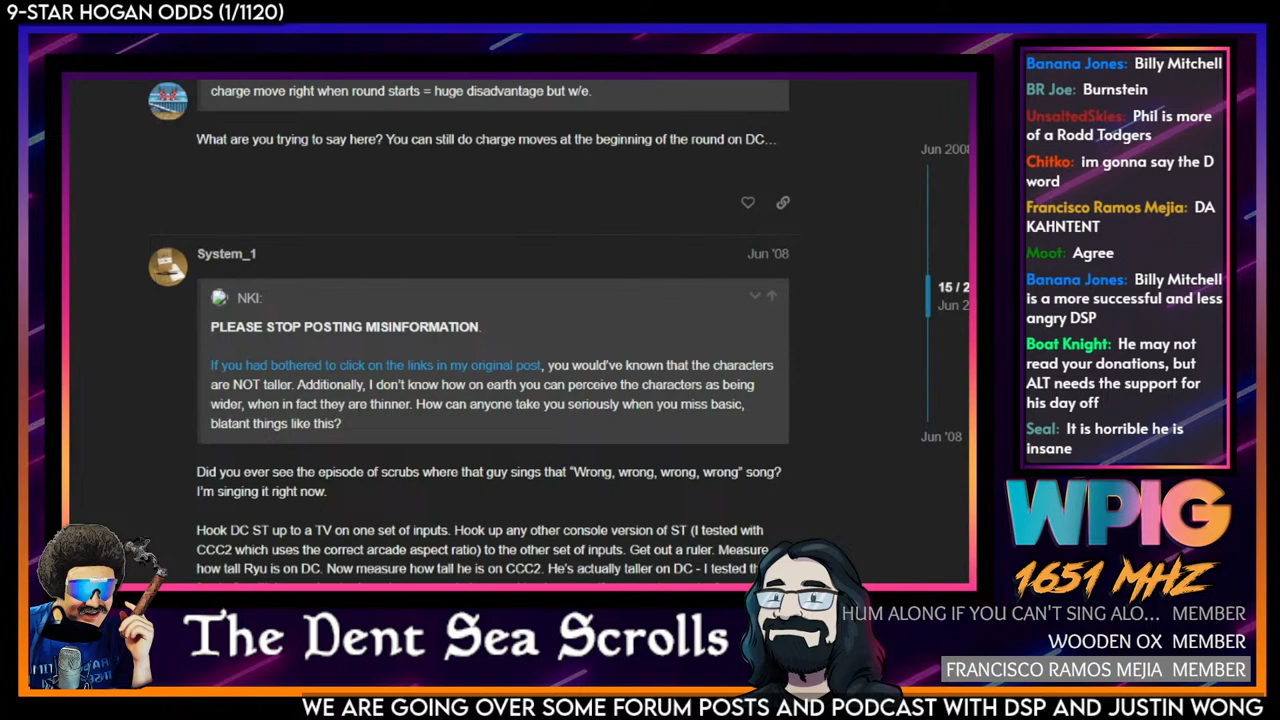 9-STAR HOGAN ODDS (1/1120)
charge move right when round starts = huge disadvantage but w/e.
What are you trying to say here? You can still do charge moves at the beginning of the round on DC…
Jun 2008
System_1
Jun '08
NKI:
PLEASE STOP POSTING MISINFORMATION.
If you had bothered to click on the links in my original post, you would've known that the characters
are NOT taller. Additionally, I don't know how on earth you can perceive the characters as being
wider, when in fact they are thinner. How can anyone take you seriously when you miss basic,
blatant things like this?
15 / 2
Jun 2
Jun '08
Did you ever see the episode of scrubs where that guy sings that “Wrong, wrong, wrong, wrong” song?
I'm singing it right now.
Hook DC ST up to a TV on one set of inputs. Hook up any other console version of ST (I tested with
CCC2 which uses the correct arcade aspect ratio) to the other set of inputs. Get out a ruler. Measure
how tall Ryu is on DC. Now measure how tall he is on CCC2. He's actually taller on DC - I tested
Banana Jones: Billy Mitchell
BR Joe: Burnstein
UnsaltedSkies: Phil is more
of a Rodd Todgers
Chitko: im gonna say the D
word
Francisco Ramos Mejia: DA
KAHNTENT
Moot: Agree
Banana Jones: Billy Mitchell
is a more successful and less
angry DSP
Boat Knight: He may not
read your donations, but
ALT needs the support for
his day off
Seal: It is horrible he is
insane
WPIG
1651 MHZ
HUM ALONG IF YOU CAN'T SING ALO... MEMBER
WOODEN OX MEMBER
FRANCISCO RAMOS MEJIA MEMBER
The Dent Sea Scrolls
WE ARE GOING OVER SOME FORUM POSTS AND PODCAST WITH DSP AND JUSTIN WONG